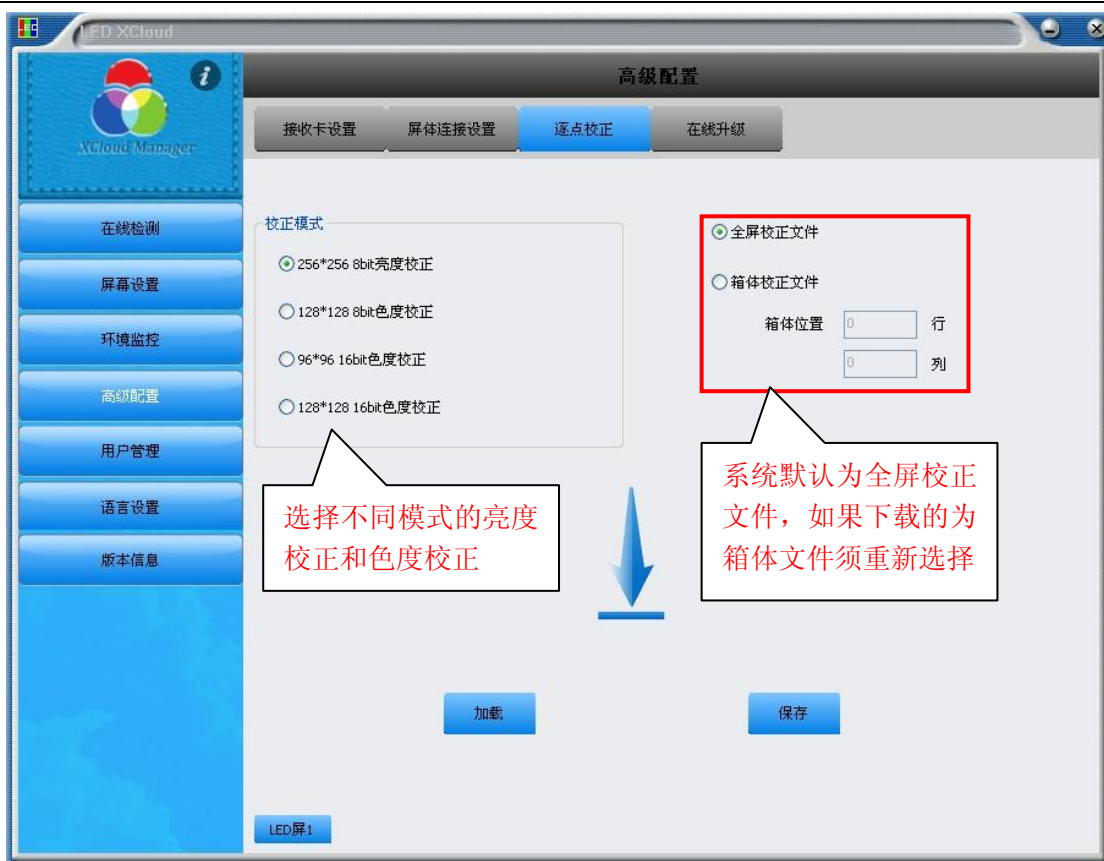 LED XCloud
i
XCloud Manager
高级配置
接收卡设置
屏体连接设置
逐点校正
在线升级
在线检测
屏幕设置
环境监控
高级配置
用户管理
语言设置
版本信息
校正模式
256*256 8bit亮度校正
128*128 8bit色度校正
96*96 16bit色度校正
128*128 16bit色度校正
全屏校正文件
箱体校正文件
箱体位置 0 行
0 列
选择不同模式的亮度
校正和色度校正
系统默认为全屏校正
文件，如果下载的为
箱体文件须重新选择
加载
保存
LED屏1